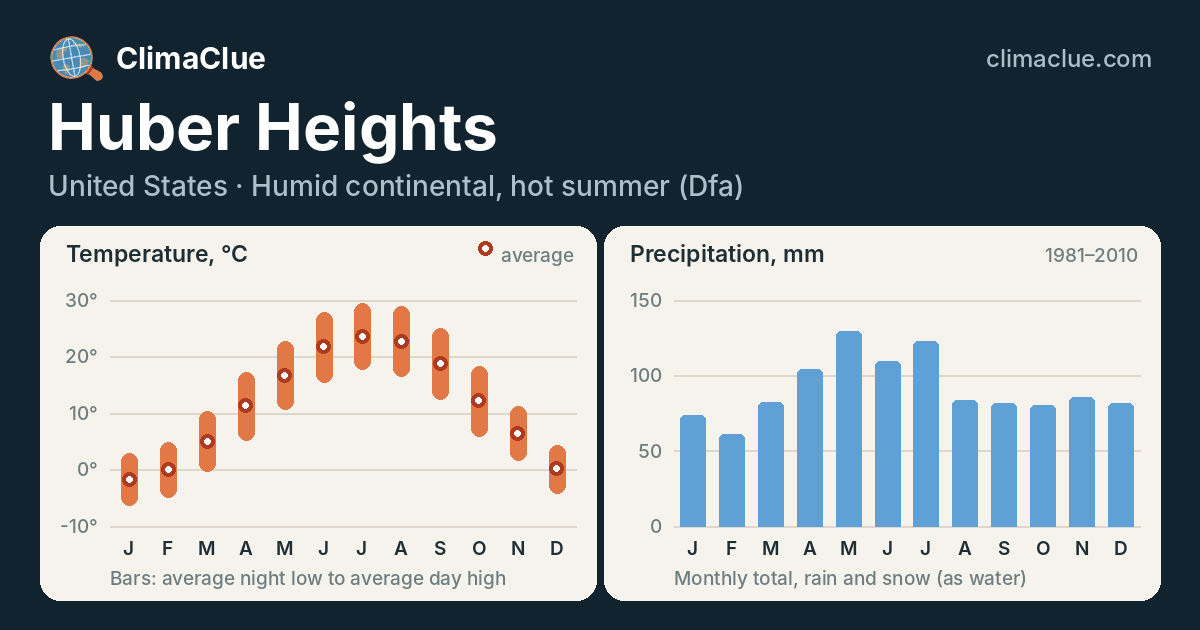 ClimaClue
climaclue.com
Huber Heights
United States · Humid continental, hot summer (Dfa)
Temperature, °C
average
30°
20°
10°
0°
-10°
J F M A M J J A S O N D
Bars: average night low to average day high
Precipitation, mm
1981–2010
150
100
50
0
J F M A M J J A S O N D
Monthly total, rain and snow (as water)